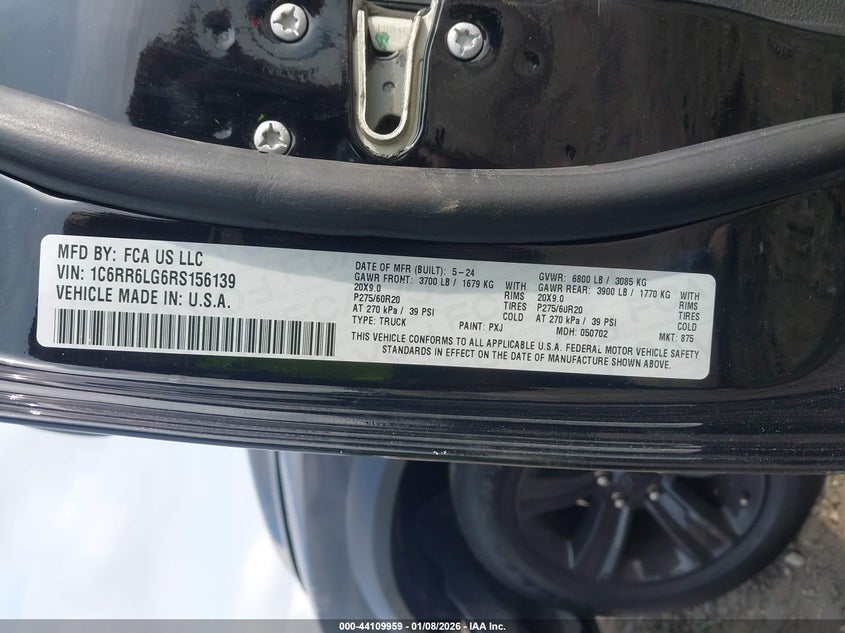 MFD BY: FCA US LLC
VIN: 1C6RR6LG6RS156139
VEHICLE MADE IN: U.S.A.
DATE OF MFR (BUILT): 5-24
GAWR FRONT: 3700 LB / 1679 KG WITH
20X9.0 RIMS
P275/60R20 TIRES
AT 270 kPa / 39 PSI COLD
TYPE: TRUCK PAINT: PXJ
GVWR: 6800 LB / 3085 KG
GAWR REAR: 3900 LB / 1770 KG WITH
20X9.0 RIMS
P275/60R20 TIRES
AT 270 kPa / 39 PSI COLD
MDH: 050702 MKT: 875
THIS VEHICLE CONFORMS TO ALL APPLICABLE U.S.A. FEDERAL MOTOR VEHICLE SAFETY
STANDARDS IN EFFECT ON THE DATE OF MANUFACTURE SHOWN ABOVE.
000-44109959 - 01/08/2026 - IAAI.COM